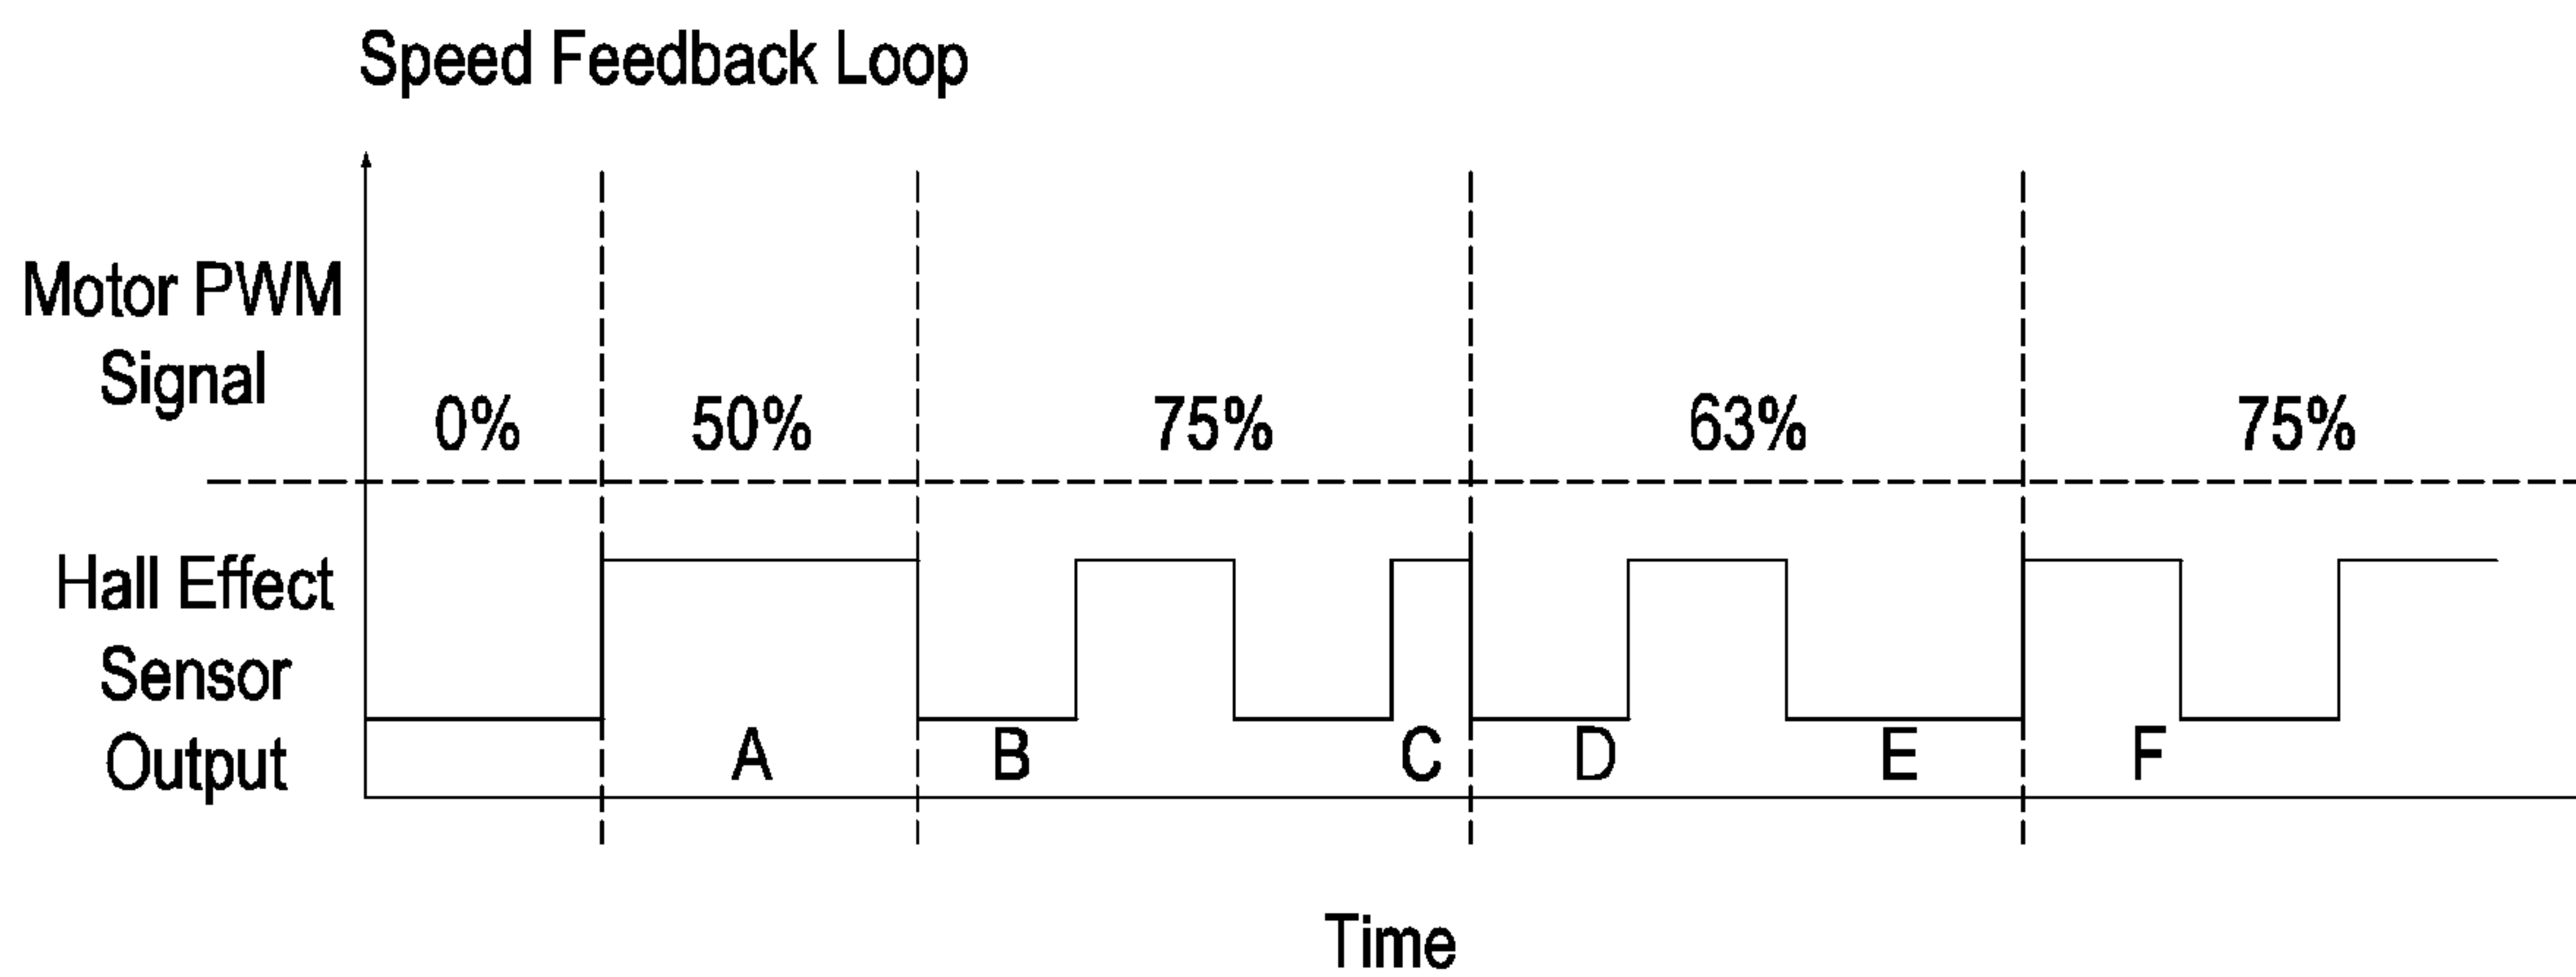 Speed Feedback Loop
Motor PWM
Signal
0%
50%
75%
63%
75%
Hall Effect
Sensor
Output
A
B
C
D
E
F
Time